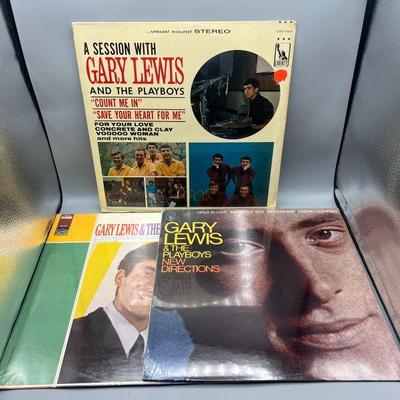 ...visual sound STEREO
A SESSION WITH
GARY LEWIS
AND THE PLAYBOYS
"COUNT ME IN"
"SAVE YOUR HEART FOR ME"
FOR YOUR LOVE
CONCRETE AND CLAY
VOODOO WOMAN
and more hits
LIBERTY
GARY LEWIS & THE
GARY
LEWIS
& THE
PLAYBOYS
NEW
DIRECTIONS